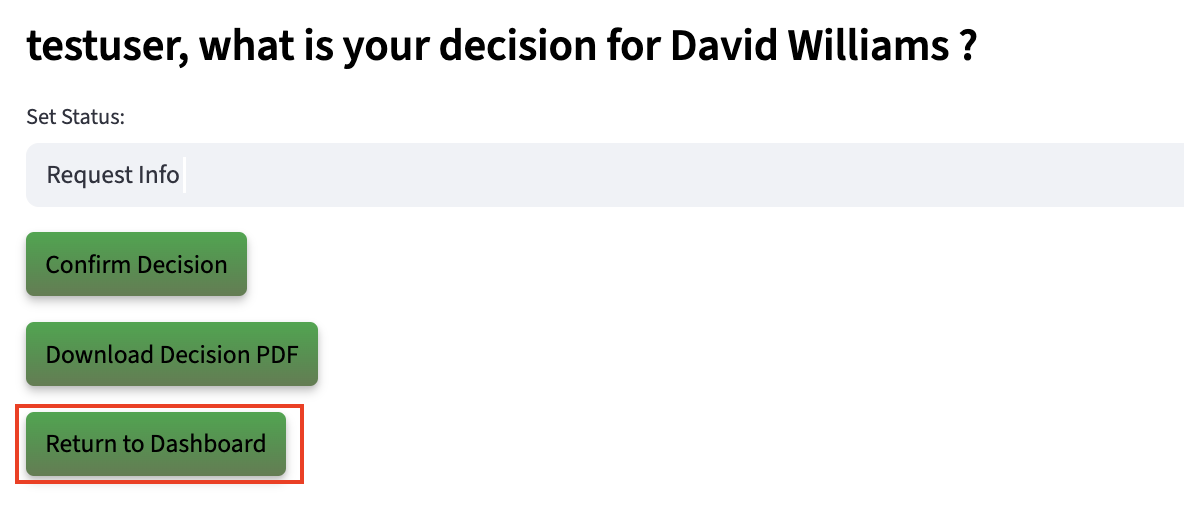 testuser, what is your decision for David Williams ?
Set Status:
Request Info
Confirm Decision
Download Decision PDF
Return to Dashboard